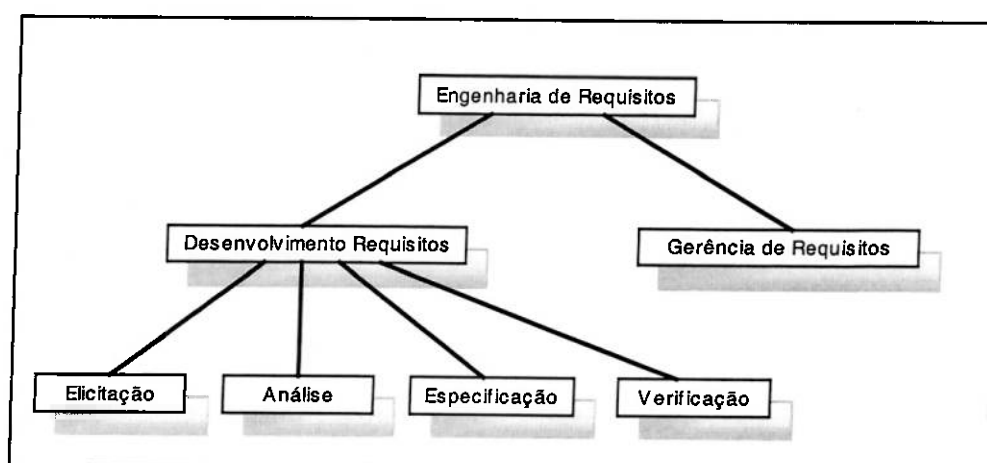 Engenharia de Requisitos
Desenvolvimento Requisitos
Gerência de Requisitos
Elicitação
Análise
Especificação
Verificação